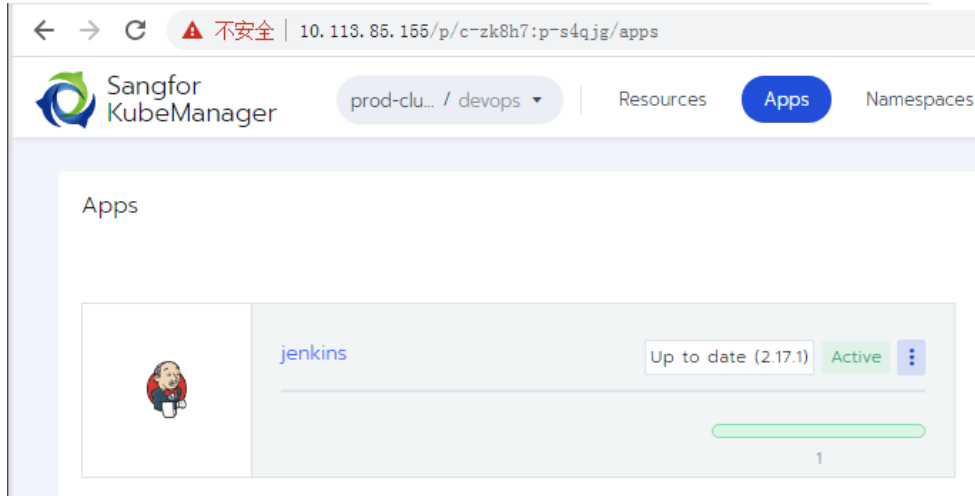 不安全 | 10.113.85.155/p/c-zk8h7:p-s4qjg/apps
Sangfor
KubeManager
prod-clu... / devops
Resources
Apps
Namespaces
Apps
jenkins
Up to date (2.17.1)
Active
1